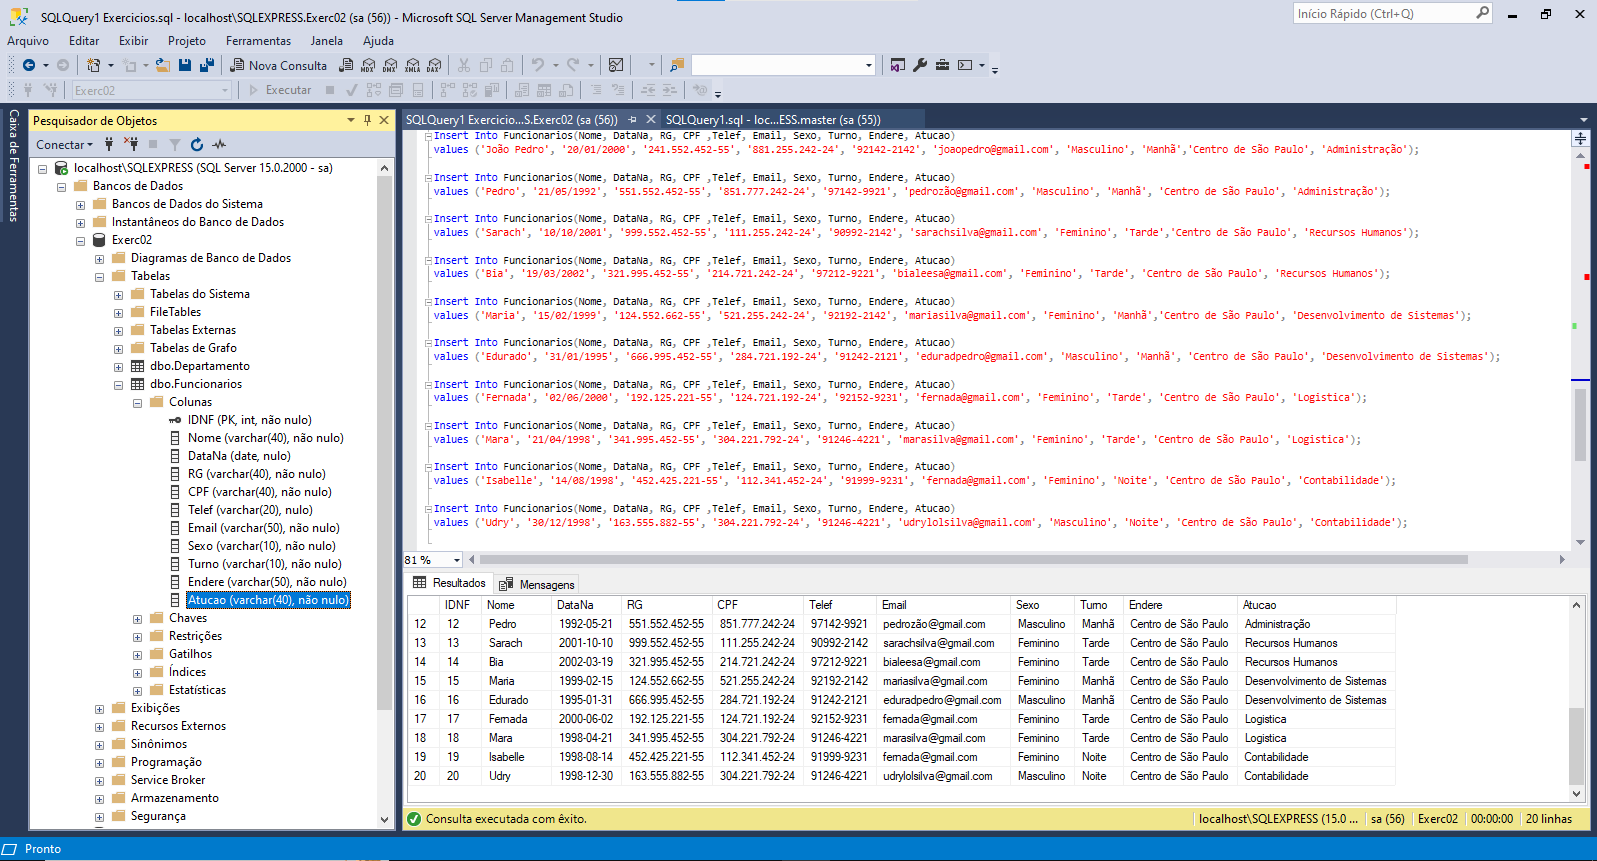 SQLQuery1 Exercicios.sql - localhost\SQLEXPRESS.Exerc02 (sa (56)) - Microsoft SQL Server Management Studio
Início Rápido (Ctrl+Q)
Arquivo Editar Exibir Projeto Ferramentas Janela Ajuda
Nova Consulta MDX DMX XMLA DAX
Exerc02 Executar
Caixa de Ferramentas
Pesquisador de Objetos
Conectar
localhost\SQLEXPRESS (SQL Server 15.0.2000 - sa)
Bancos de Dados
Bancos de Dados do Sistema
Instantâneos do Banco de Dados
Exerc02
Diagramas de Banco de Dados
Tabelas
Tabelas do Sistema
FileTables
Tabelas Externas
Tabelas de Grafo
dbo.Departamento
dbo.Funcionarios
Colunas
IDNF (PK, int, não nulo)
Nome (varchar(40), não nulo)
DataNa (date, nulo)
RG (varchar(40), não nulo)
CPF (varchar(40), não nulo)
Telef (varchar(20), nulo)
Email (varchar(50), não nulo)
Sexo (varchar(10), não nulo)
Turno (varchar(10), não nulo)
Endere (varchar(50), não nulo)
Atucao (varchar(40), não nulo)
Chaves
Restrições
Gatilhos
Índices
Estatísticas
Exibições
Recursos Externos
Sinônimos
Programação
Service Broker
Armazenamento
Segurança
SQLQuery1 Exercicio...S.Exerc02 (sa (56)) SQLQuery1.sql - loc...ESS.master (sa (55))
Insert Into Funcionarios(Nome, DataNa, RG, CPF ,Telef, Email, Sexo, Turno, Endere, Atucao)
values ('João Pedro', '20/01/2000', '241.552.452-55', '881.255.242-24', '92142-2142', 'joaopedro@gmail.com', 'Masculino', 'Manhã','Centro de São Paulo', 'Administração');
Insert Into Funcionarios(Nome, DataNa, RG, CPF ,Telef, Email, Sexo, Turno, Endere, Atucao)
values ('Pedro', '21/05/1992', '551.552.452-55', '851.777.242-24', '97142-9921', 'pedrozão@gmail.com', 'Masculino', 'Manhã', 'Centro de São Paulo', 'Administração');
Insert Into Funcionarios(Nome, DataNa, RG, CPF ,Telef, Email, Sexo, Turno, Endere, Atucao)
values ('Sarach', '10/10/2001', '999.552.452-55', '111.255.242-24', '90992-2142', 'sarachsilva@gmail.com', 'Feminino', 'Tarde','Centro de São Paulo', 'Recursos Humanos');
Insert Into Funcionarios(Nome, DataNa, RG, CPF ,Telef, Email, Sexo, Turno, Endere, Atucao)
values ('Bia', '19/03/2002', '321.995.452-55', '214.721.242-24', '97212-9221', 'bialeesa@gmail.com', 'Feminino', 'Tarde', 'Centro de São Paulo', 'Recursos Humanos');
Insert Into Funcionarios(Nome, DataNa, RG, CPF ,Telef, Email, Sexo, Turno, Endere, Atucao)
values ('Maria', '15/02/1999', '124.552.662-55', '521.255.242-24', '92192-2142', 'mariasilva@gmail.com', 'Feminino', 'Manhã','Centro de São Paulo', 'Desenvolvimento de Sistemas');
Insert Into Funcionarios(Nome, DataNa, RG, CPF ,Telef, Email, Sexo, Turno, Endere, Atucao)
values ('Edurado', '31/01/1995', '666.995.452-55', '284.721.192-24', '91242-2121', 'eduradpedro@gmail.com', 'Masculino', 'Manhã', 'Centro de São Paulo', 'Desenvolvimento de Sistemas');
Insert Into Funcionarios(Nome, DataNa, RG, CPF ,Telef, Email, Sexo, Turno, Endere, Atucao)
values ('Fernada', '02/06/2000', '192.125.221-55', '124.721.192-24', '92152-9231', 'fernada@gmail.com', 'Feminino', 'Tarde', 'Centro de São Paulo', 'Logistica');
Insert Into Funcionarios(Nome, DataNa, RG, CPF ,Telef, Email, Sexo, Turno, Endere, Atucao)
values ('Mara', '21/04/1998', '341.995.452-55', '304.221.792-24', '91246-4221', 'marasilva@gmail.com', 'Feminino', 'Tarde', 'Centro de São Paulo', 'Logistica');
Insert Into Funcionarios(Nome, DataNa, RG, CPF ,Telef, Email, Sexo, Turno, Endere, Atucao)
values ('Isabelle', '14/08/1998', '452.425.221-55', '112.341.452-24', '91999-9231', 'fernada@gmail.com', 'Feminino', 'Noite', 'Centro de São Paulo', 'Contabilidade');
Insert Into Funcionarios(Nome, DataNa, RG, CPF ,Telef, Email, Sexo, Turno, Endere, Atucao)
values ('Udry', '30/12/1998', '163.555.882-55', '304.221.792-24', '91246-4221', 'udrylolsilva@gmail.com', 'Masculino', 'Noite', 'Centro de São Paulo', 'Contabilidade');
81 %
Resultados Mensagens
IDNF Nome DataNa RG CPF Telef Email Sexo Turno Endere Atucao
12 12 Pedro 1992-05-21 551.552.452-55 851.777.242-24 97142-9921 pedrozão@gmail.com Masculino Manhã Centro de São Paulo Administração
13 13 Sarach 2001-10-10 999.552.452-55 111.255.242-24 90992-2142 sarachsilva@gmail.com Feminino Tarde Centro de São Paulo Recursos Humanos
14 14 Bia 2002-03-19 321.995.452-55 214.721.242-24 97212-9221 bialeesa@gmail.com Feminino Tarde Centro de São Paulo Recursos Humanos
15 15 Maria 1999-02-15 124.552.662-55 521.255.242-24 92192-2142 mariasilva@gmail.com Feminino Manhã Centro de São Paulo Desenvolvimento de Sistemas
16 16 Edurado 1995-01-31 666.995.452-55 284.721.192-24 91242-2121 eduradpedro@gmail.com Masculino Manhã Centro de São Paulo Desenvolvimento de Sistemas
17 17 Fernada 2000-06-02 192.125.221-55 124.721.192-24 92152-9231 fernada@gmail.com Feminino Tarde Centro de São Paulo Logistica
18 18 Mara 1998-04-21 341.995.452-55 304.221.792-24 91246-4221 marasilva@gmail.com Feminino Tarde Centro de São Paulo Logistica
19 19 Isabelle 1998-08-14 452.425.221-55 112.341.452-24 91999-9231 fernada@gmail.com Feminino Noite Centro de São Paulo Contabilidade
20 20 Udry 1998-12-30 163.555.882-55 304.221.792-24 91246-4221 udrylolsilva@gmail.com Masculino Noite Centro de São Paulo Contabilidade
Consulta executada com êxito. localhost\SQLEXPRESS (15.0 ... sa (56) Exerc02 00:00:00 20 linhas
Pronto